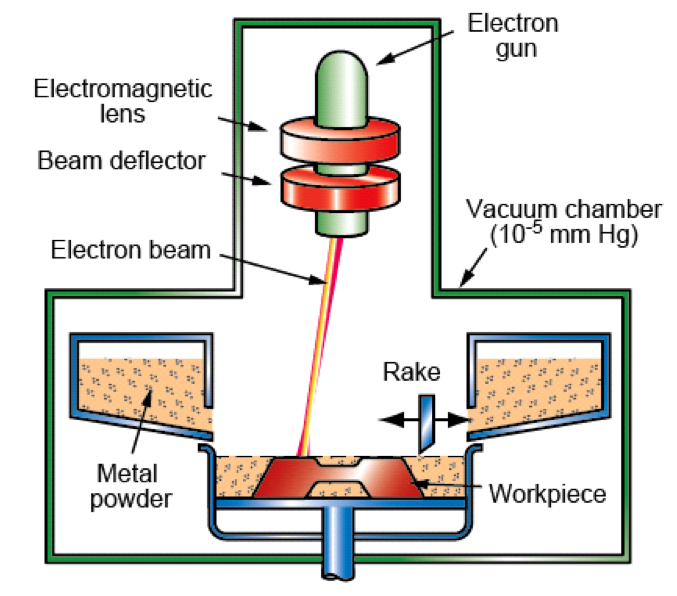 Electron
gun
Electromagnetic
lens
Beam deflector
Vacuum chamber
(10⁻⁵ mm Hg)
Electron beam
Rake
Metal
powder
Workpiece